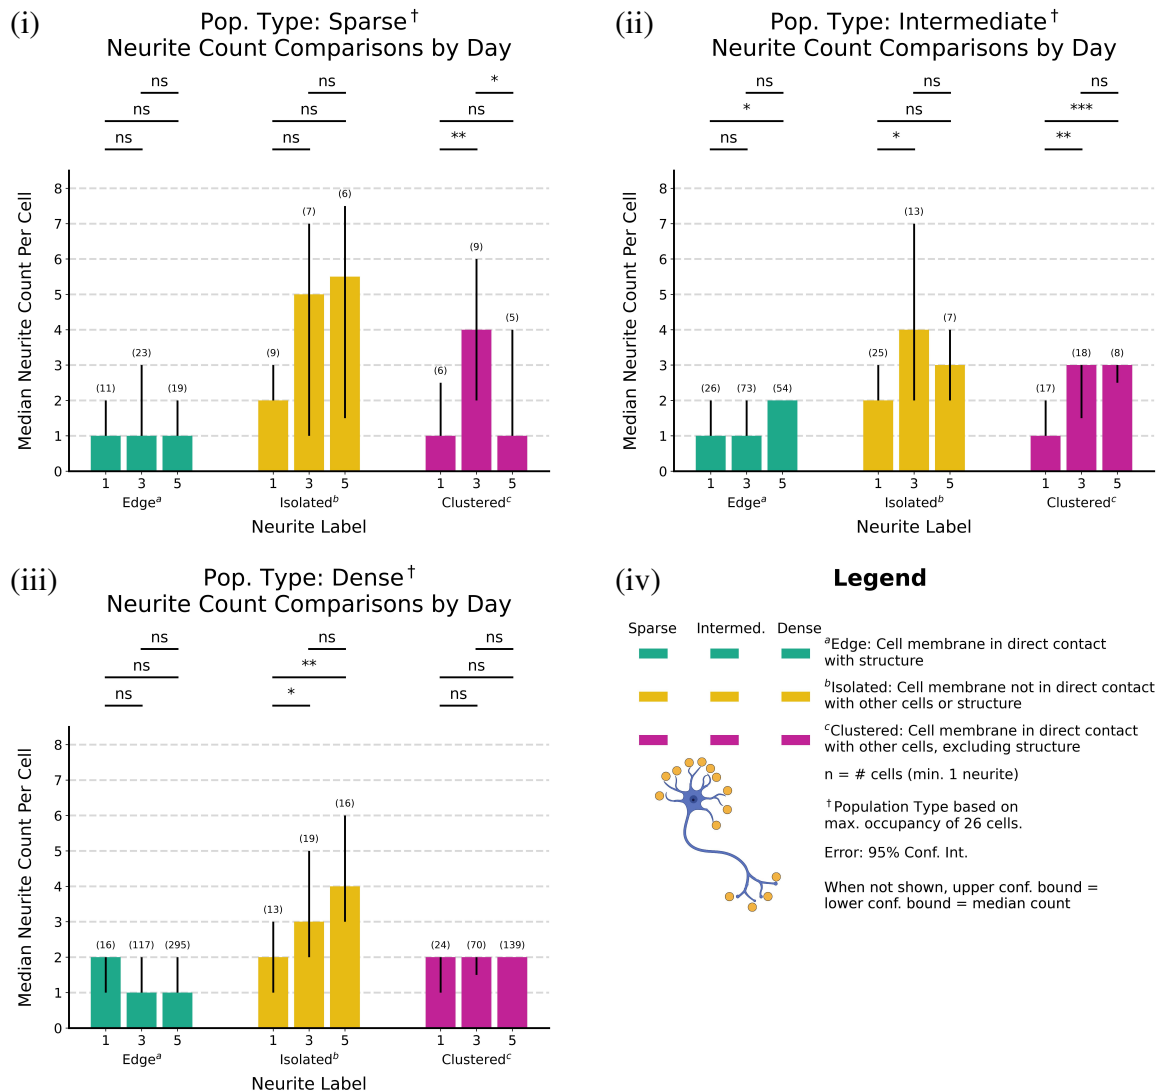 (i)
Pop. Type: Sparse†
Neurite Count Comparisons by Day
ns
*
ns
ns
ns
ns
ns
ns
**
Median Neurite Count Per Cell
8
7
6
5
4
3
2
1
0
(11)
(23)
(19)
(9)
(7)
(6)
(6)
(9)
(5)
1 3 5 1 3 5 1 3 5
Edge^a Isolated^b Clustered^c
Neurite Label
(ii)
Pop. Type: Intermediate†
Neurite Count Comparisons by Day
ns
ns
ns
*
ns
***
ns
*
**
Median Neurite Count Per Cell
8
7
6
5
4
3
2
1
0
(26)
(73)
(54)
(25)
(13)
(7)
(17)
(18)
(8)
1 3 5 1 3 5 1 3 5
Edge^a Isolated^b Clustered^c
Neurite Label
(iii)
Pop. Type: Dense†
Neurite Count Comparisons by Day
ns
ns
ns
ns
**
ns
ns
*
ns
Median Neurite Count Per Cell
8
7
6
5
4
3
2
1
0
(16)
(117)
(295)
(13)
(19)
(16)
(24)
(70)
(139)
1 3 5 1 3 5 1 3 5
Edge^a Isolated^b Clustered^c
Neurite Label
(iv)
Legend
Sparse Intermed. Dense
^aEdge: Cell membrane in direct contact
with structure
^bIsolated: Cell membrane not in direct contact
with other cells or structure
^cClustered: Cell membrane in direct contact
with other cells, excluding structure
n = # cells (min. 1 neurite)
†Population Type based on
max. occupancy of 26 cells.
Error: 95% Conf. Int.
When not shown, upper conf. bound =
lower conf. bound = median count